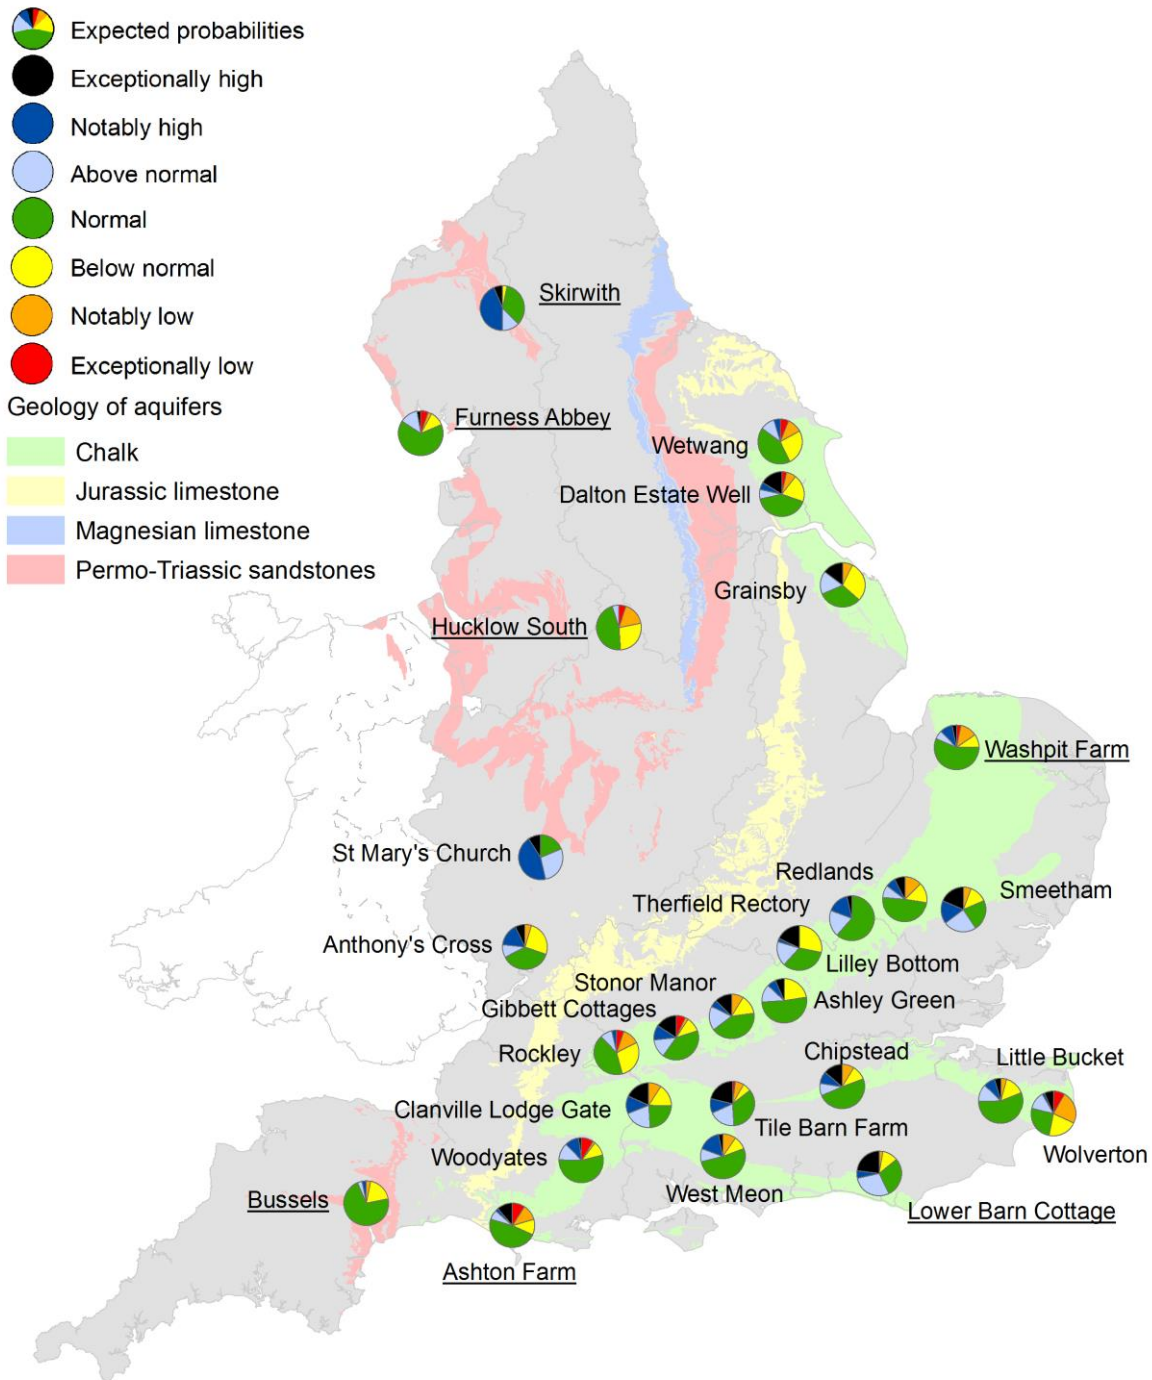 Expected probabilities
Exceptionally high
Notably high
Above normal
Normal
Below normal
Notably low
Exceptionally low
Geology of aquifers
Chalk
Jurassic limestone
Magnesian limestone
Permo-Triassic sandstones
Skirwith
Furness Abbey
Wetwang
Dalton Estate Well
Grainsby
Hucklow South
Washpit Farm
St Mary's Church
Redlands
Smeetham
Therfield Rectory
Anthony's Cross
Lilley Bottom
Stonor Manor
Ashley Green
Gibbett Cottages
Rockley
Chipstead
Little Bucket
Clanville Lodge Gate
Tile Barn Farm
Wolverton
Woodyates
West Meon
Bussels
Lower Barn Cottage
Ashton Farm